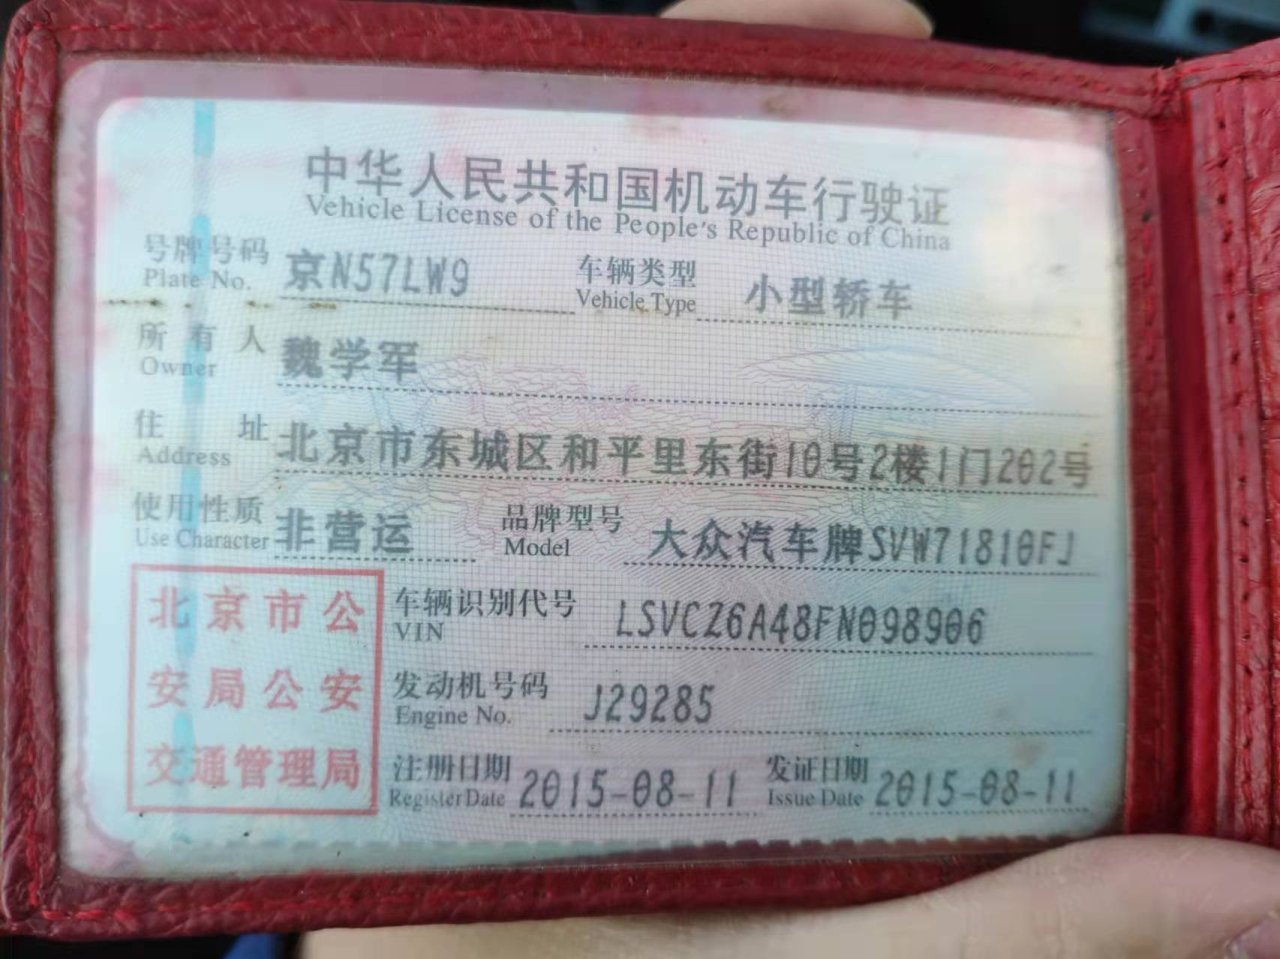 中华人民共和国机动车行驶证
Vehicle License of the People's Republic of China
号牌号码 京N57LW9 车辆类型 小型轿车
Plate No. Vehicle Type
所有人 魏学军
Owner
住址 北京市东城区和平里东街10号2楼1门202号
Address
使用性质 非营运 品牌型号 大众汽车牌SVW71810FJ
Use Character Model
北京市公
安局公安
交通管理局
车辆识别代号 LSVCZ6A48FN098906
VIN
发动机号码 J29285
Engine No.
注册日期 2015-08-11 发证日期 2015-08-11
Register Date Issue Date